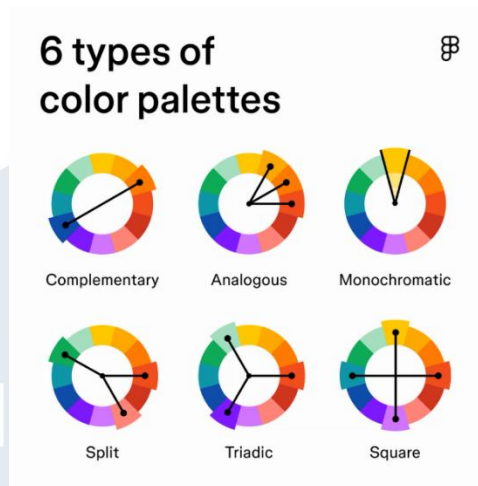 6 types of
color palettes
Complementary
Analogous
Monochromatic
Split
Triadic
Square